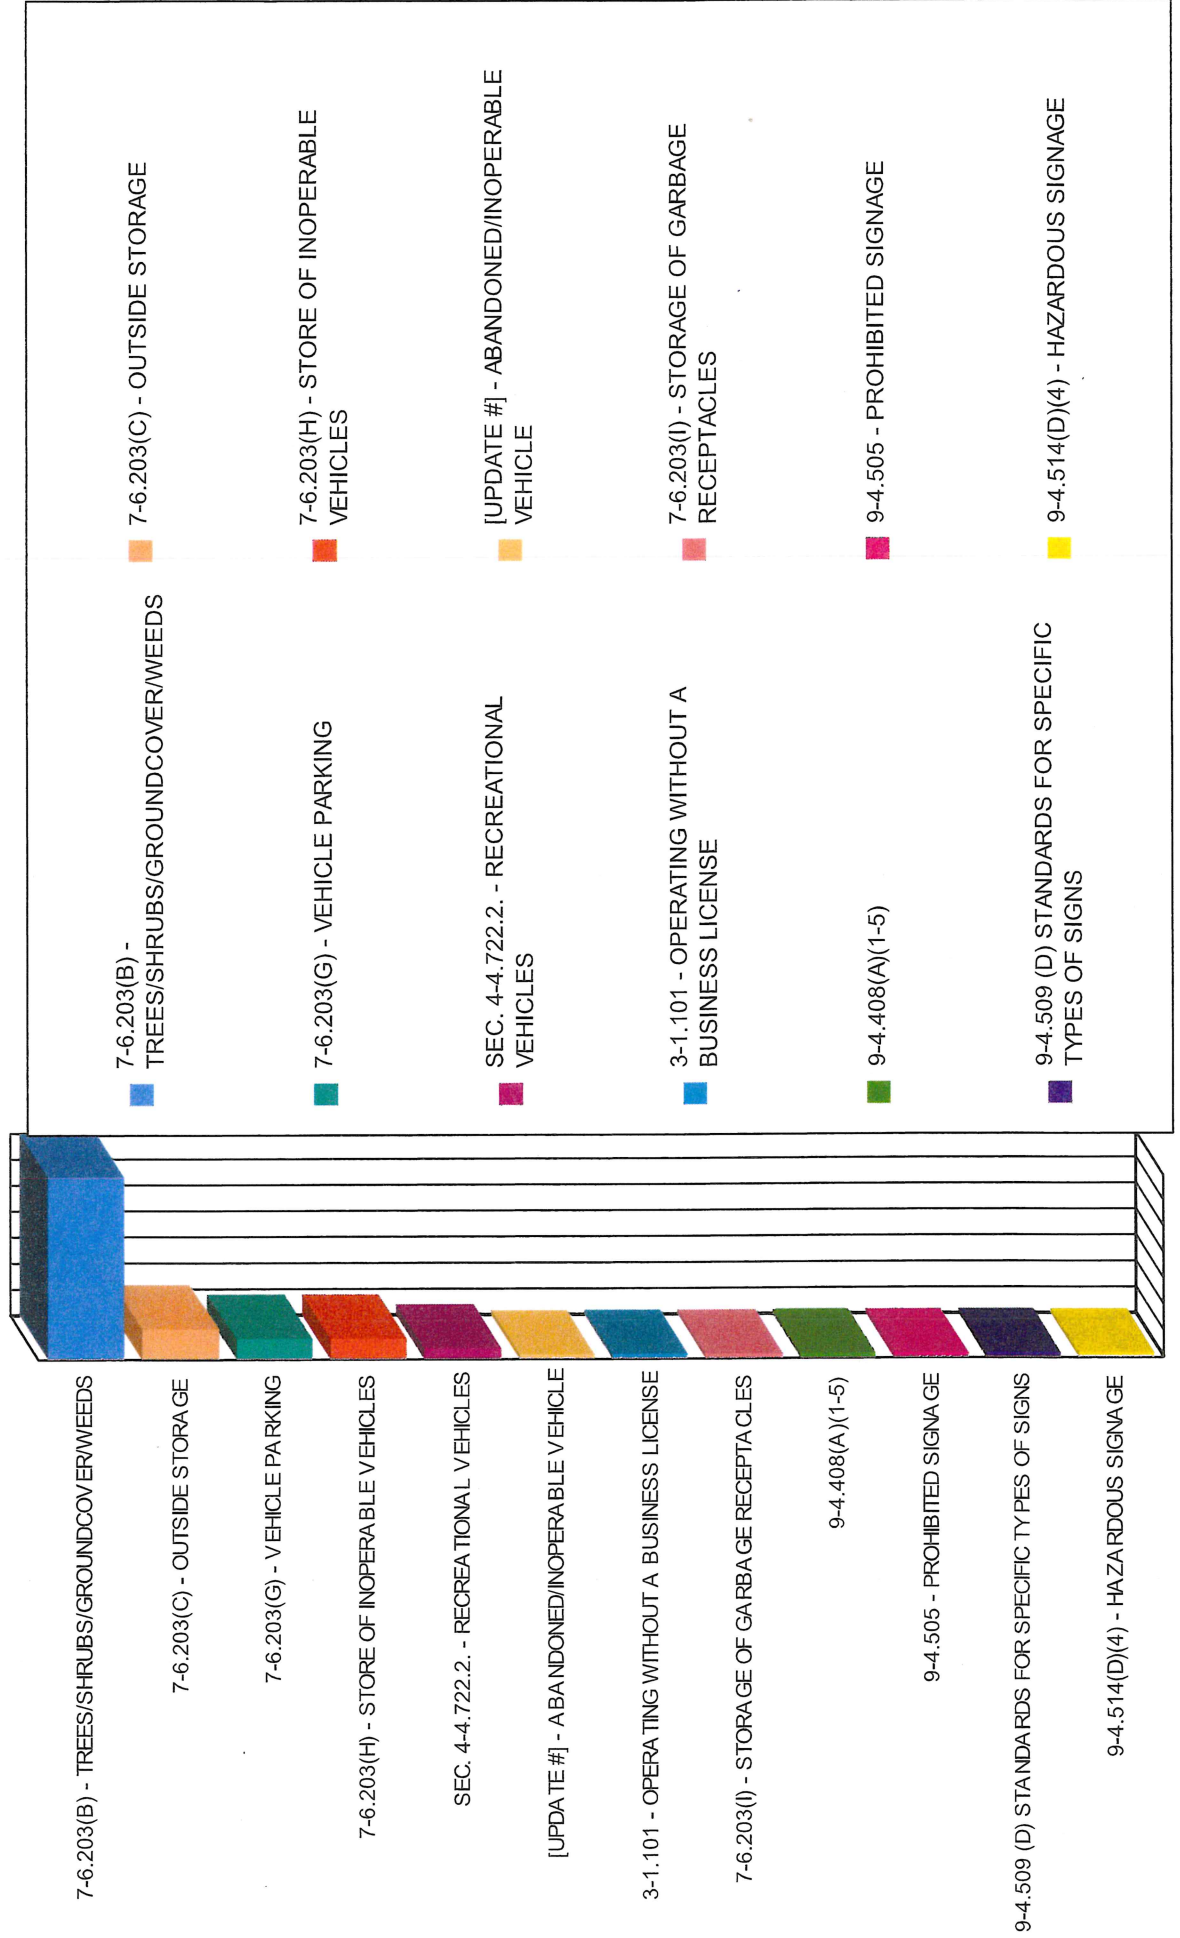 7-6.203(B) - TREES/SHRUBS/GROUNDCOVER/WEEDS
7-6.203(C) - OUTSIDE STORAGE
7-6.203(G) - VEHICLE PARKING
7-6.203(H) - STORE OF INOPERABLE VEHICLES
SEC. 4-4.722.2. - RECREATIONAL VEHICLES
[UPDATE #] - ABANDONED/INOPERABLE VEHICLE
3-1.101 - OPERATING WITHOUT A BUSINESS LICENSE
7-6.203(I) - STORAGE OF GARBAGE RECEPTACLES
9-4.408(A)(1-5)
9-4.505 - PROHIBITED SIGNAGE
9-4.509 (D) STANDARDS FOR SPECIFIC TYPES OF SIGNS
9-4.514(D)(4) - HAZARDOUS SIGNAGE
7-6.203(B) -
TREES/SHRUBS/GROUNDCOVER/WEEDS
7-6.203(C) - OUTSIDE STORAGE
7-6.203(G) - VEHICLE PARKING
7-6.203(H) - STORE OF INOPERABLE
VEHICLES
SEC. 4-4.722.2. - RECREATIONAL
VEHICLES
[UPDATE #] - ABANDONED/INOPERABLE
VEHICLE
3-1.101 - OPERATING WITHOUT A
BUSINESS LICENSE
7-6.203(I) - STORAGE OF GARBAGE
RECEPTACLES
9-4.408(A)(1-5)
9-4.505 - PROHIBITED SIGNAGE
9-4.509 (D) STANDARDS FOR SPECIFIC
TYPES OF SIGNS
9-4.514(D)(4) - HAZARDOUS SIGNAGE